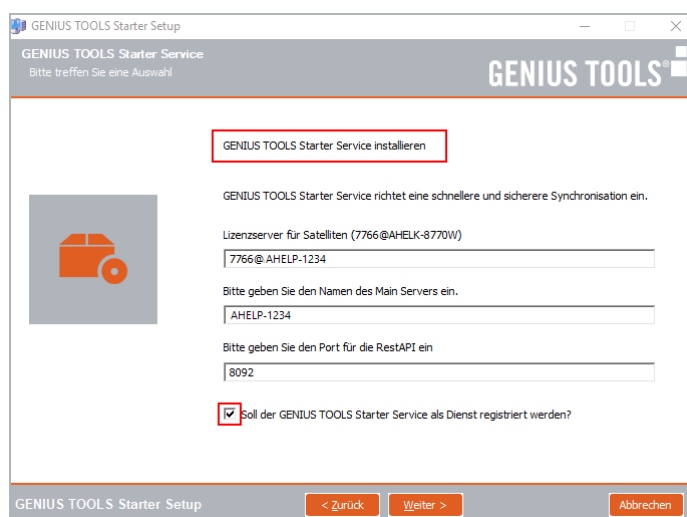 GENIUS TOOLS Starter Setup
GENIUS TOOLS Starter Service
Bitte treffen Sie eine Auswahl
GENIUS TOOLS®
GENIUS TOOLS Starter Service installieren
GENIUS TOOLS Starter Service richtet eine schnellere und sicherere Synchronisation ein.
Lizenzserver für Satelliten (7766@AHELK-8770W)
7766@ AHELP-1234
Bitte geben Sie den Namen des Main Servers ein.
AHELP-1234
Bitte geben Sie den Port für die RestAPI ein
8092
Soll der GENIUS TOOLS Starter Service als Dienst registriert werden?
GENIUS TOOLS Starter Setup
< Zurück
Weiter >
Abbrechen